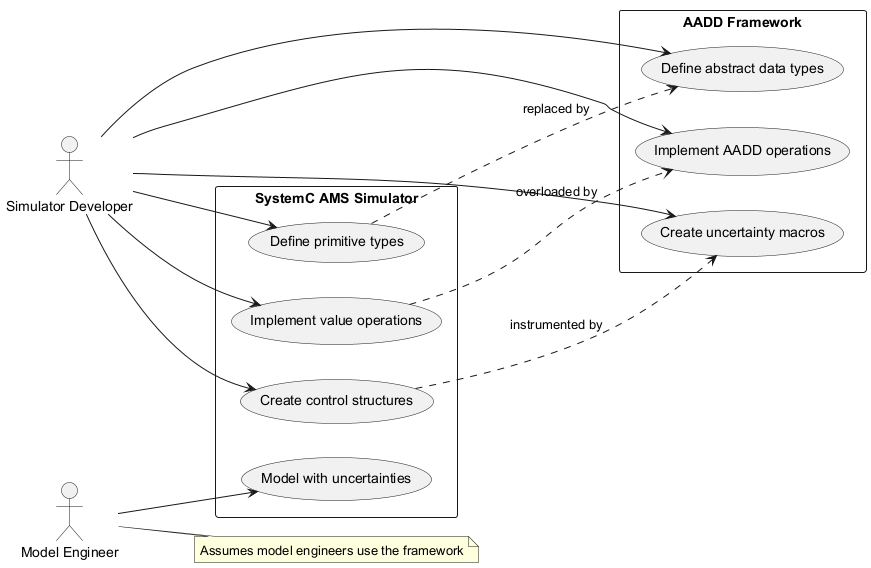 AADD Framework
Define abstract data types
replaced by
Implement AADD operations
Simulator Developer
SystemC AMS Simulator
overloaded by
Define primitive types
Create uncertainty macros
Implement value operations
instrumented by
Create control structures
Model with uncertainties
Model Engineer
Assumes model engineers use the framework